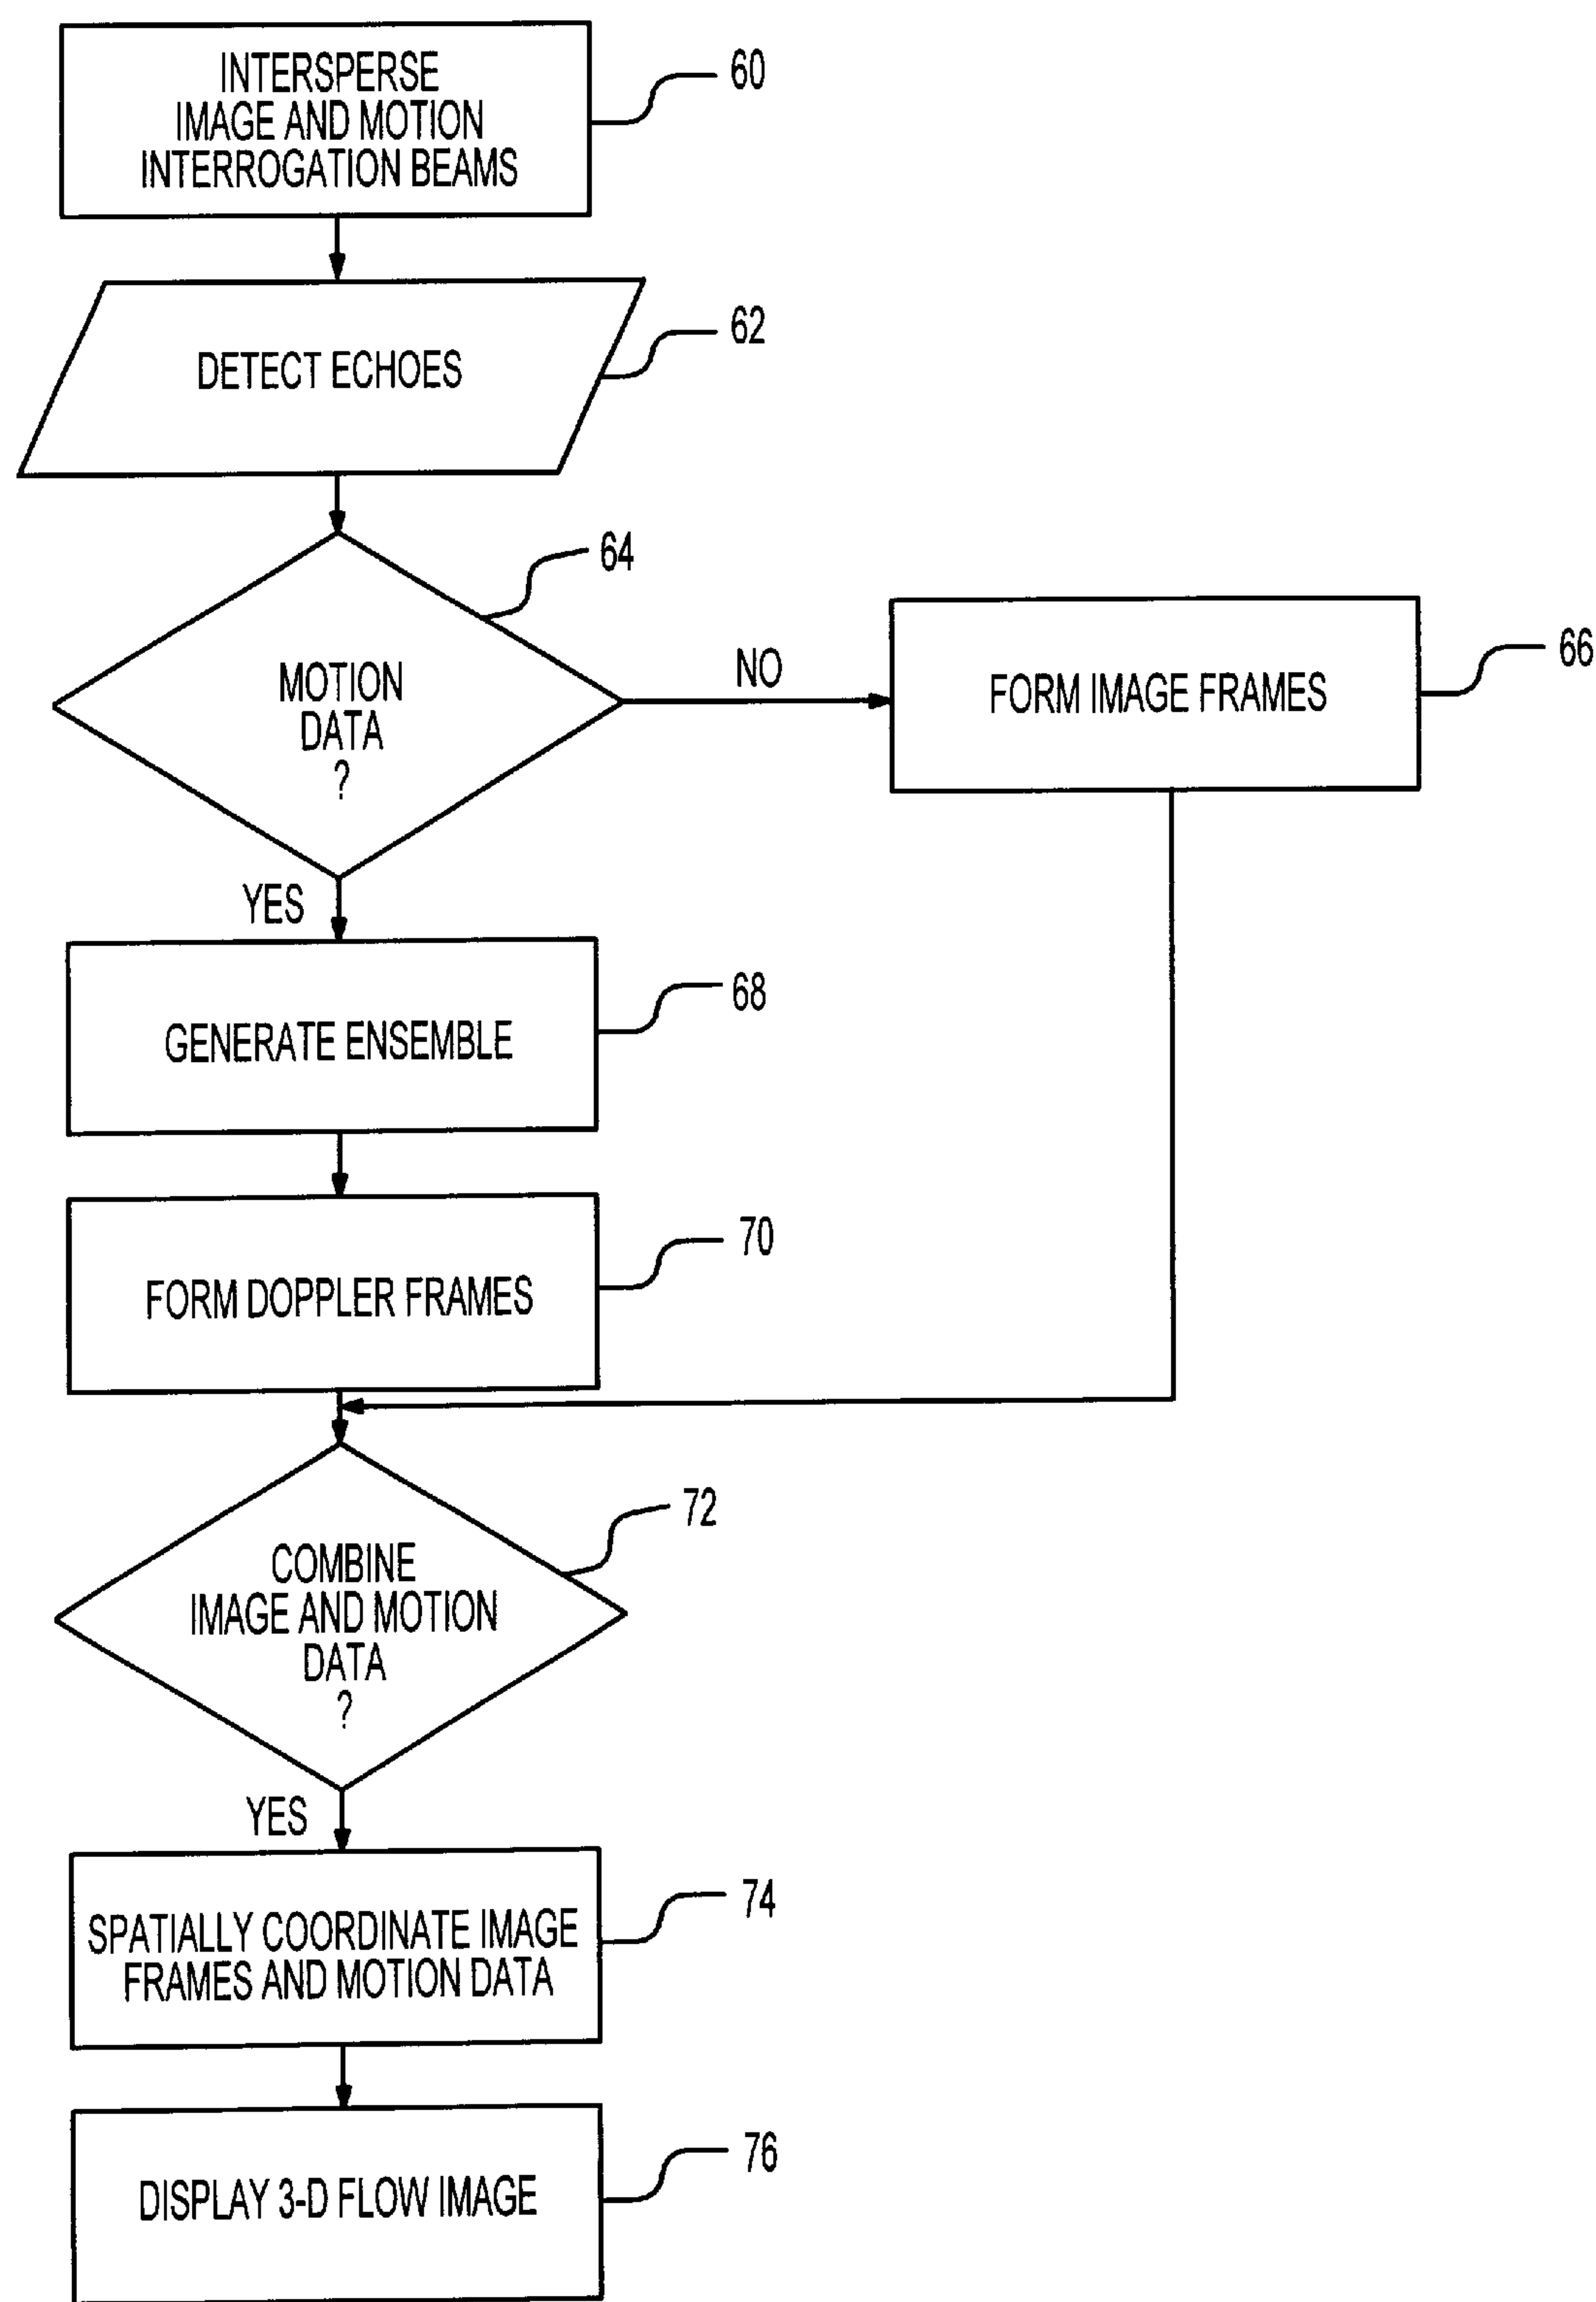 INTERSPERSE
IMAGE AND MOTION
INTERROGATION BEAMS
60
DETECT ECHOES
62
64
MOTION
DATA
?
NO
FORM IMAGE FRAMES
66
YES
GENERATE ENSEMBLE
68
FORM DOPPLER FRAMES
70
72
COMBINE
IMAGE AND MOTION
DATA
?
YES
SPATIALLY COORDINATE IMAGE
FRAMES AND MOTION DATA
74
DISPLAY 3-D FLOW IMAGE
76